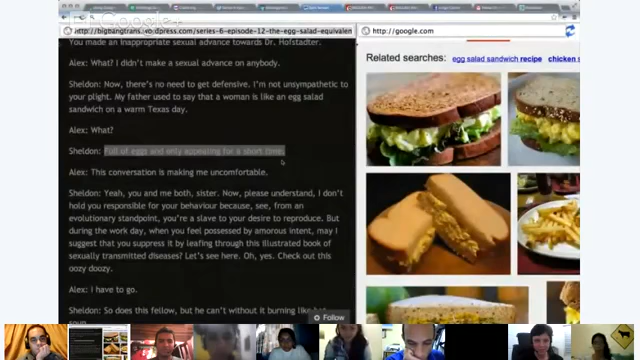 http://bigbangtrans.wordpress.com/series-6-episode-12-the-egg-salad-equivalen
http://google.com
You made an inappropriate sexual advance towards Dr. Hofstadter.
Alex: What? I didn't make a sexual advance on anybody.
Sheldon: Now, there's no need to get defensive. I'm not unsympathetic to
your plight. My father used to say that a woman is like an egg salad
sandwich on a warm Texas day.
Alex: What?
Sheldon: Full of eggs and only appealing for a short time.
Alex: This conversation is making me uncomfortable.
Sheldon: Yeah, you and me both, sister. Now, please understand, I don't
hold you responsible for your behaviour because, see, from an
evolutionary standpoint, you're a slave to your desire to reproduce. But
during the work day, when you feel possessed by amorous intent, may I
suggest that you suppress it by leafing through this illustrated book of
sexually transmitted diseases? Let's see here. Oh, yes. Check out this
oozy doozy.
Alex: I have to go.
Sheldon: So does this fellow, but he can't without it burning like
soup.
Follow
Related searches: egg salad sandwich recipe chicken s